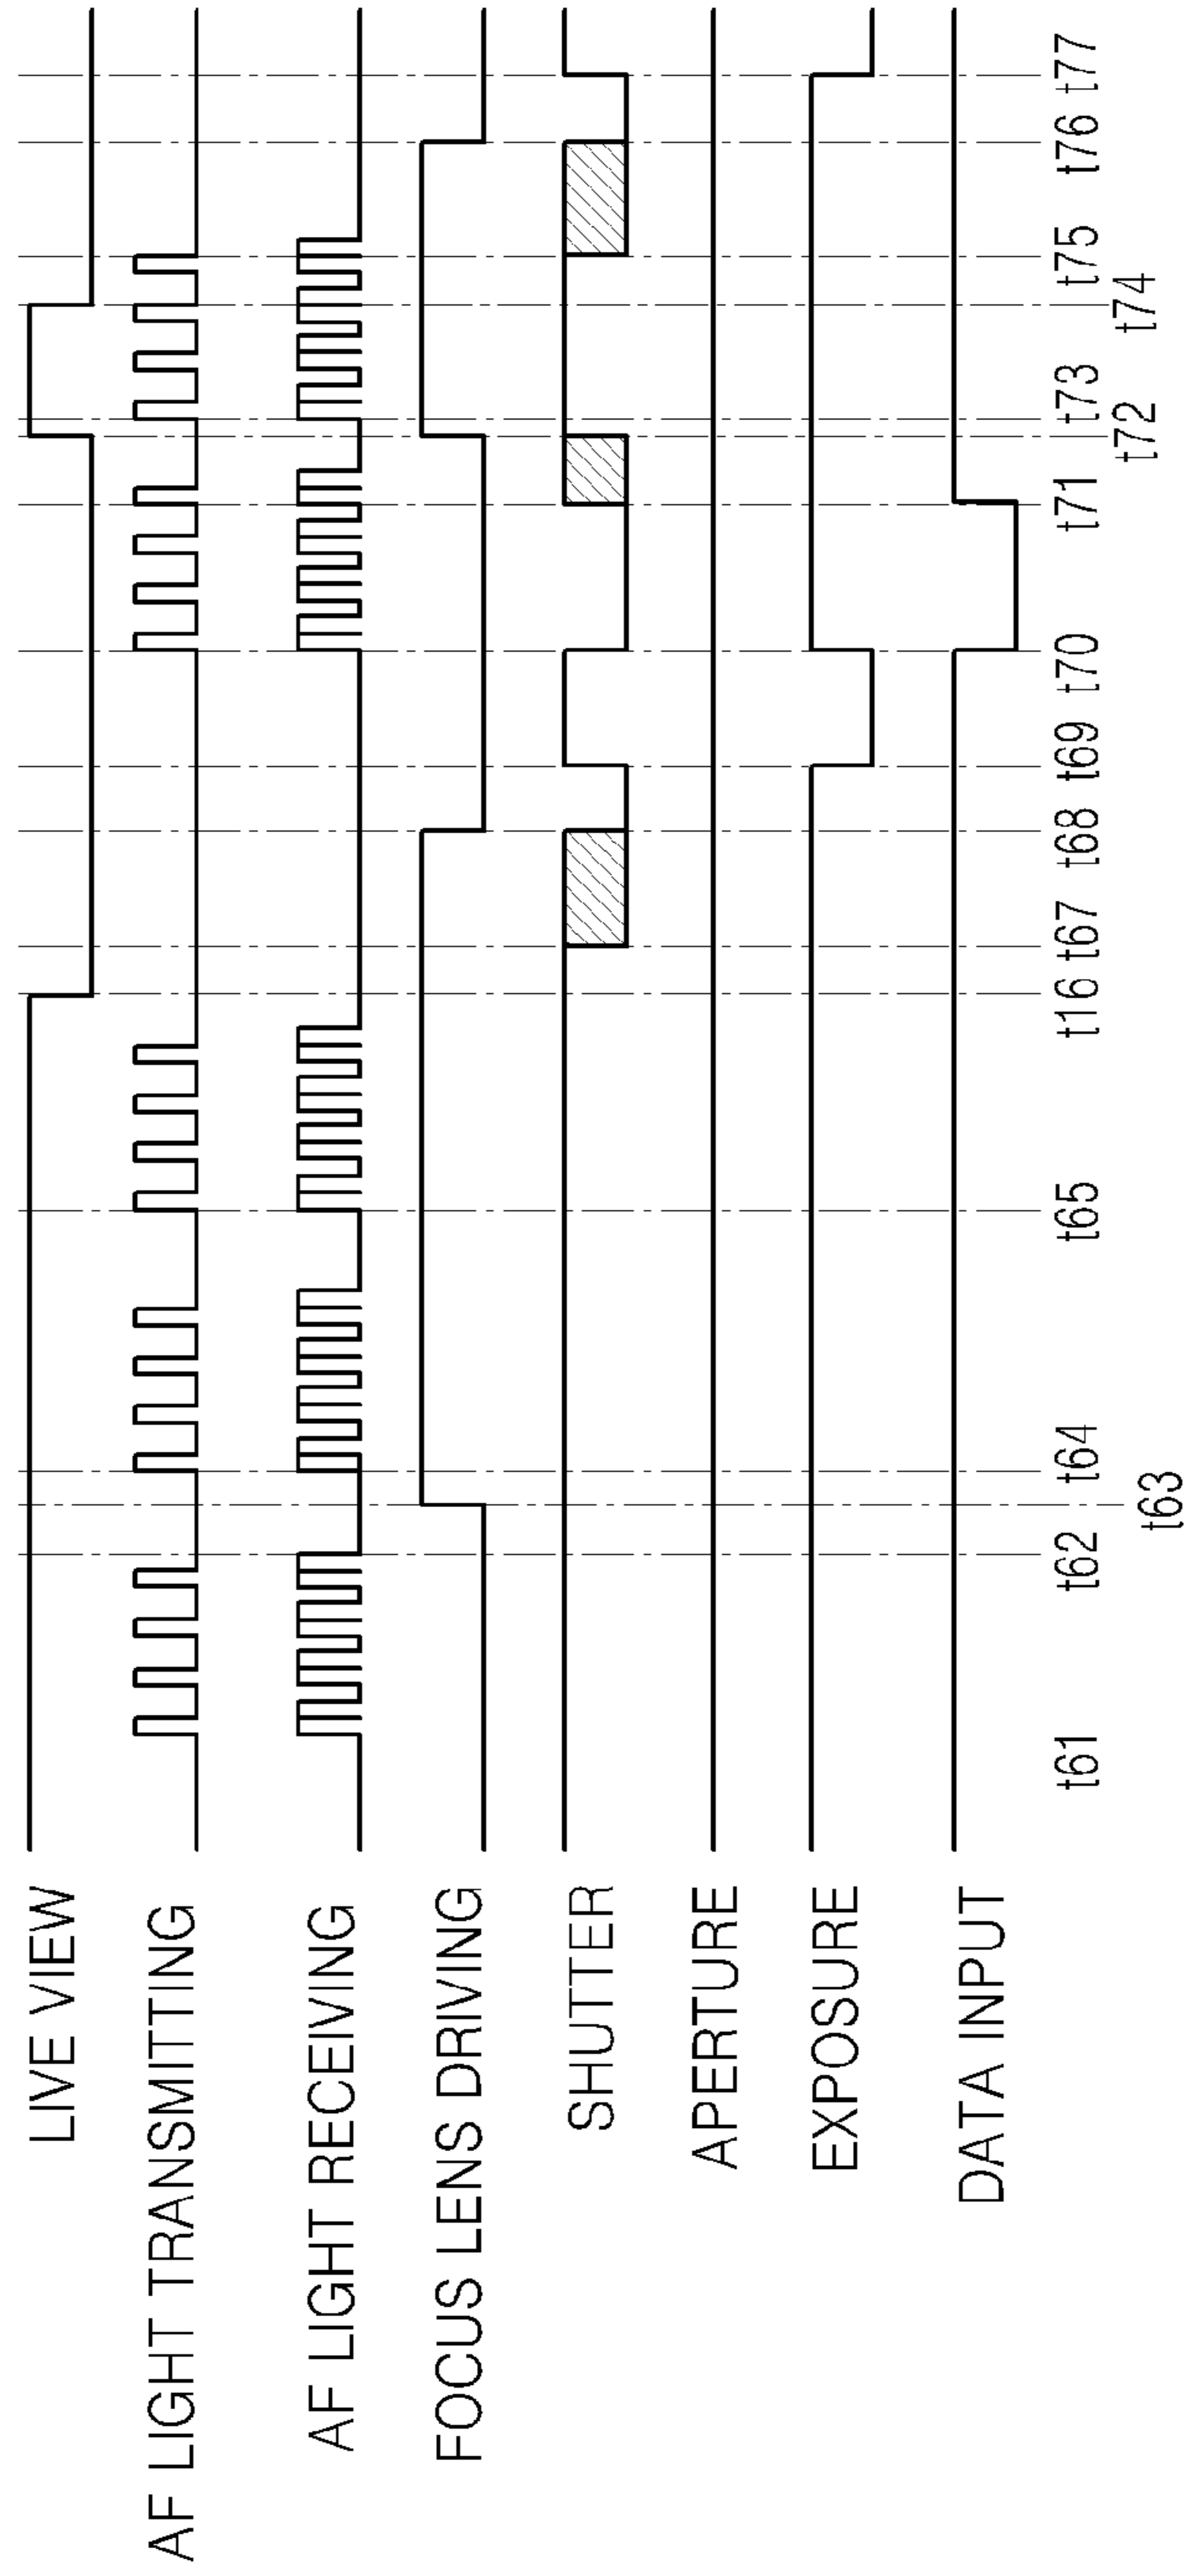 LIVE VIEW
AF LIGHT TRANSMITTING
AF LIGHT RECEIVING
FOCUS LENS DRIVING
SHUTTER
APERTURE
EXPOSURE
DATA INPUT
t61 t62 t64 t65 t16 t67 t68 t69 t70 t71 t73 t75 t76 t77
t63 t72 t74